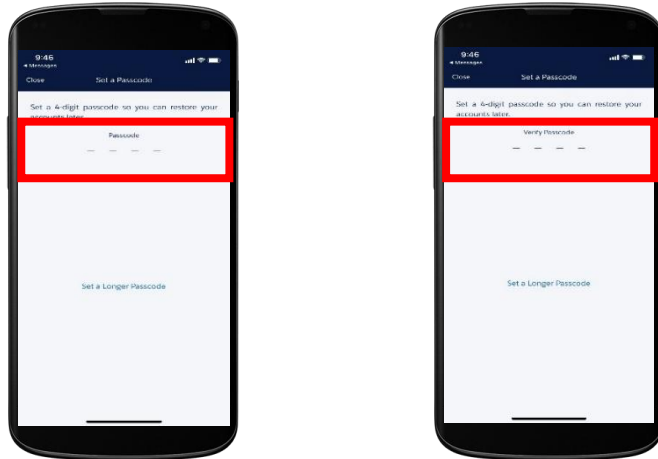 9:46
◄ Messages
Close Set a Passcode
Set a 4-digit passcode so you can restore your
accounts later.
Passcode
Set a Longer Passcode
9:46
◄ Messages
Close Set a Passcode
Set a 4-digit passcode so you can restore your
accounts later.
Verify Passcode
Set a Longer Passcode